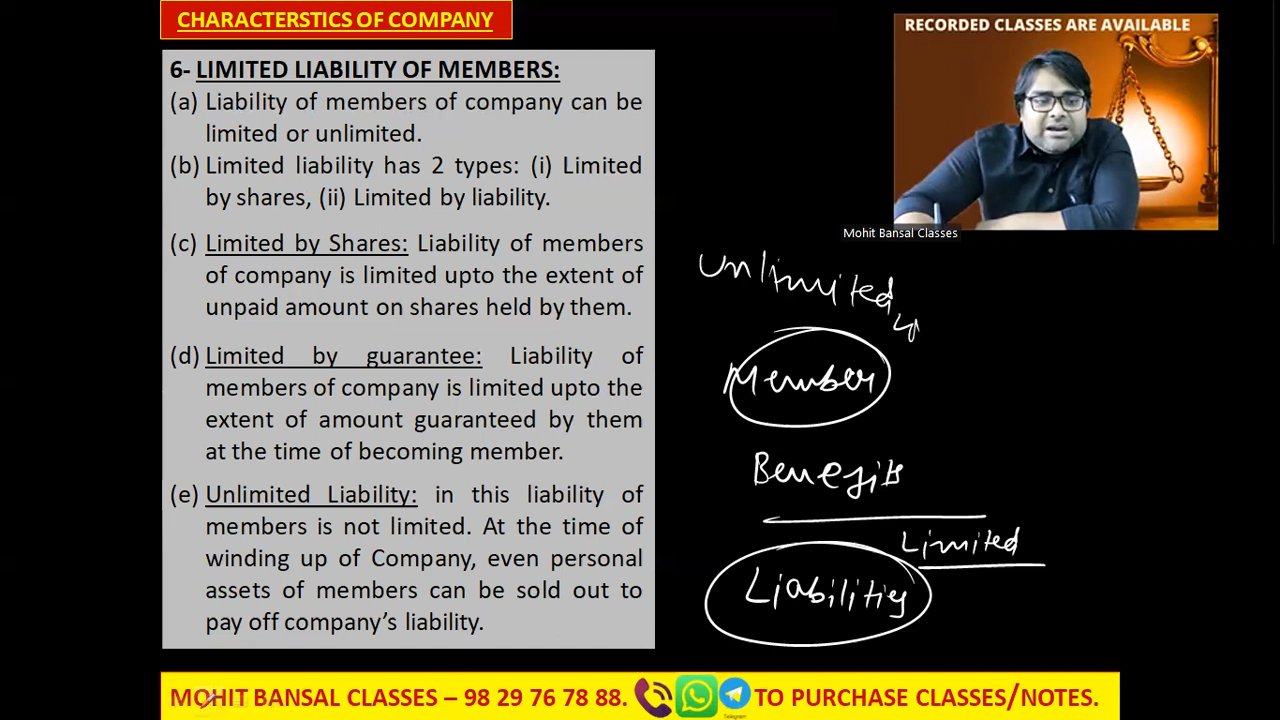 CHARACTERSTICS OF COMPANY
6- LIMITED LIABILITY OF MEMBERS:
(a) Liability of members of company can be
limited or unlimited.
(b) Limited liability has 2 types: (i) Limited
by shares, (ii) Limited by liability.
(c) Limited by Shares: Liability of members
of company is limited upto the extent of
unpaid amount on shares held by them.
(d) Limited by guarantee: Liability of
members of company is limited upto the
extent of amount guaranteed by them
at the time of becoming member.
(e) Unlimited Liability: in this liability of
members is not limited. At the time of
winding up of Company, even personal
assets of members can be sold out to
pay off company's liability.
RECORDED CLASSES ARE AVAILABLE
Mohit Bansal Classes
Unlimited
Member
Benefits
Limited
Liabilities
MOHIT BANSAL CLASSES – 98 29 76 78 88.
Telegram
TO PURCHASE CLASSES/NOTES.